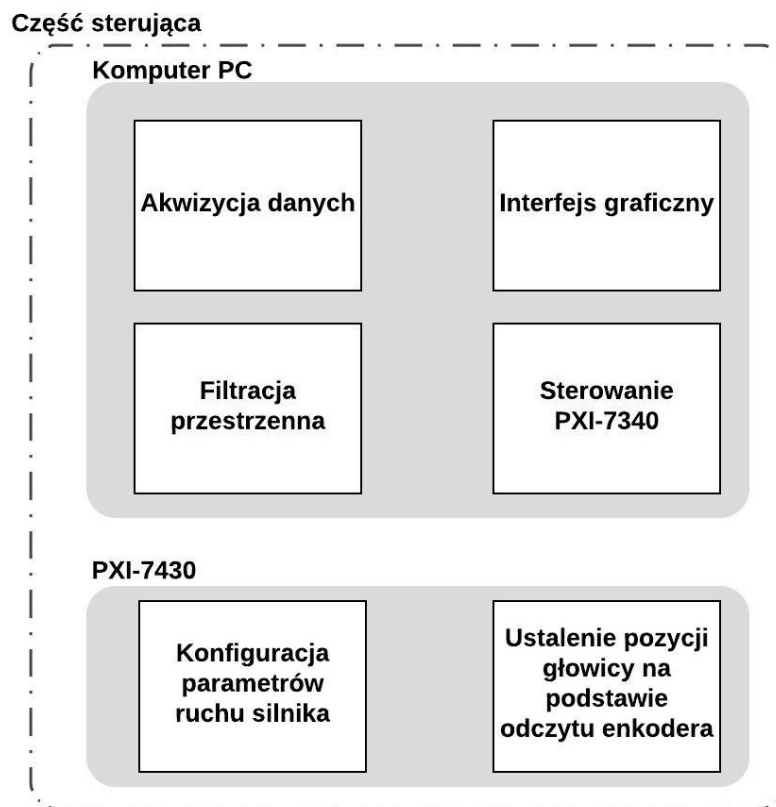 Część sterująca
Komputer PC
Akwizycja danych
Interfejs graficzny
Filtracja
przestrzenna
Sterowanie
PXI-7340
PXI-7430
Konfiguracja
parametrów
ruchu silnika
Ustalenie pozycji
głowicy na
podstawie
odczytu enkodera